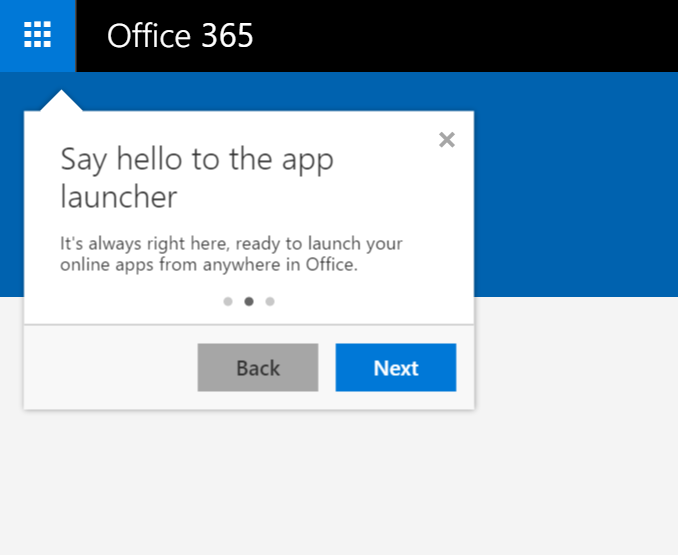 Office 365
Say hello to the app
launcher
It's always right here, ready to launch your
online apps from anywhere in Office.
Back
Next